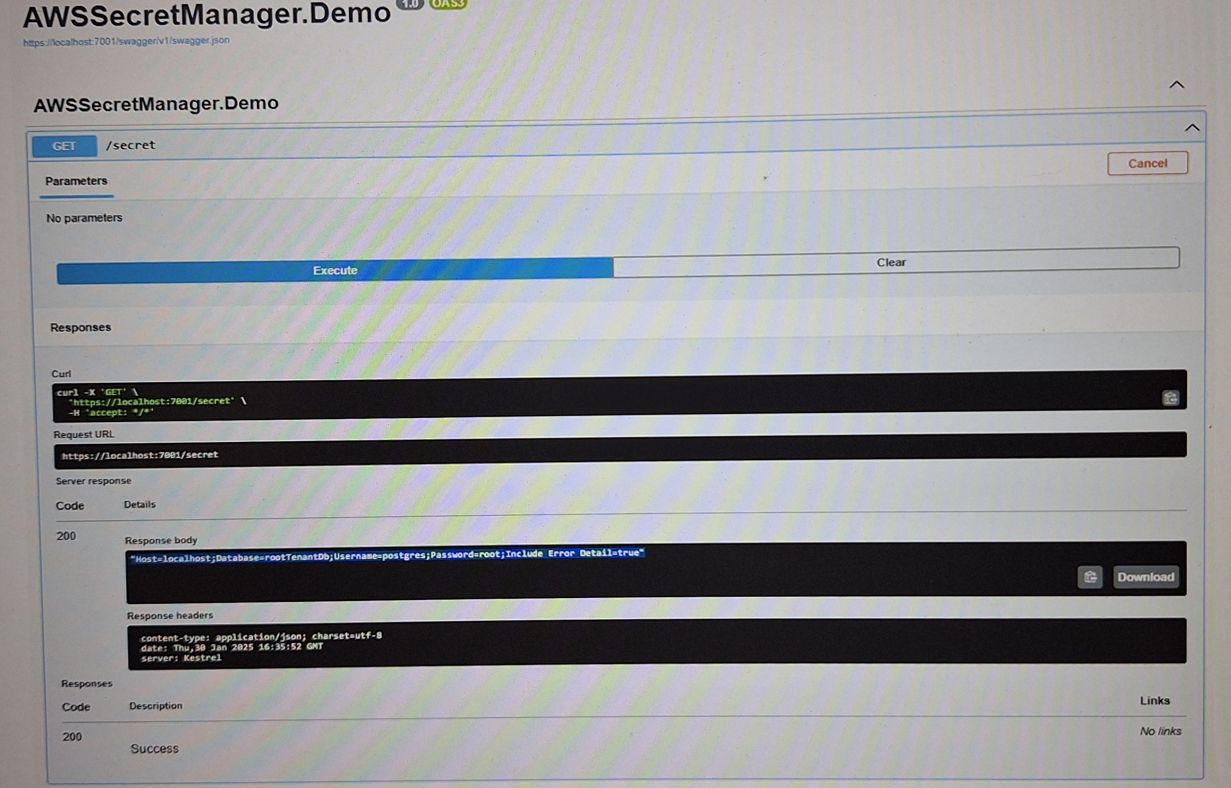 AWSSecretManager.Demo 1.0 OAS3
https://localhost:7001/swagger/v1/swagger.json
AWSSecretManager.Demo
GET /secret
Parameters
Cancel
No parameters
Execute
Clear
Responses
Curl
curl -X 'GET' \
'https://localhost:7001/secret' \
-H 'accept: */*'
Request URL
https://localhost:7001/secret
Server response
Code Details
200
Response body
"Host=localhost;Database=rootTenantDb;Username=postgres;Password=root;Include Error Detail=true"
Download
Response headers
content-type: application/json; charset=utf-8
date: Thu,30 Jan 2025 16:35:52 GMT
server: Kestrel
Responses
Code Description Links
200 Success No links